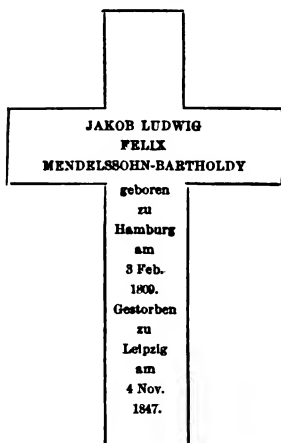 JAKOB LUDWIG
FELIX
MENDELSSOHN-BARTHOLDY
geboren
zu
Hamburg
am
3 Feb.
1809.
Gestorben
zu
Leipzig
am
4 Nov.
1847.